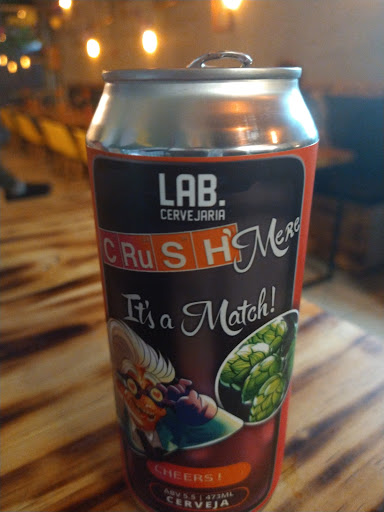 LAB.
CERVEJARIA
CRuSH'Mere
It's a Match!
CHEERS!
ABV 5.5 | 473ML
CERVEJA